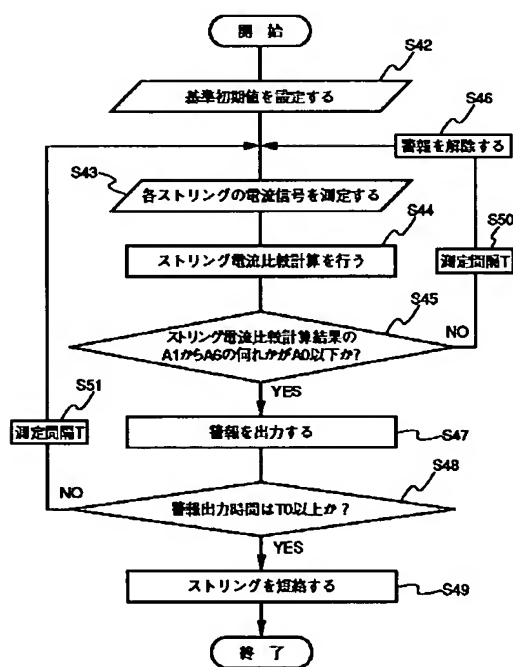 開 始
S42
基準初期値を設定する
S46
警報を解除する
S43
各ストリングの電流信号を測定する
S44
ストリング電流比較計算を行う
S50
測定間隔T
S45
ストリング電流比較計算結果の
A1からA6の何れかがA0以下か?
NO
YES
S51
測定間隔T
警報を出力する
S47
S48
警報出力時間はT0以上か?
NO
YES
ストリングを短絡する
S49
終 了